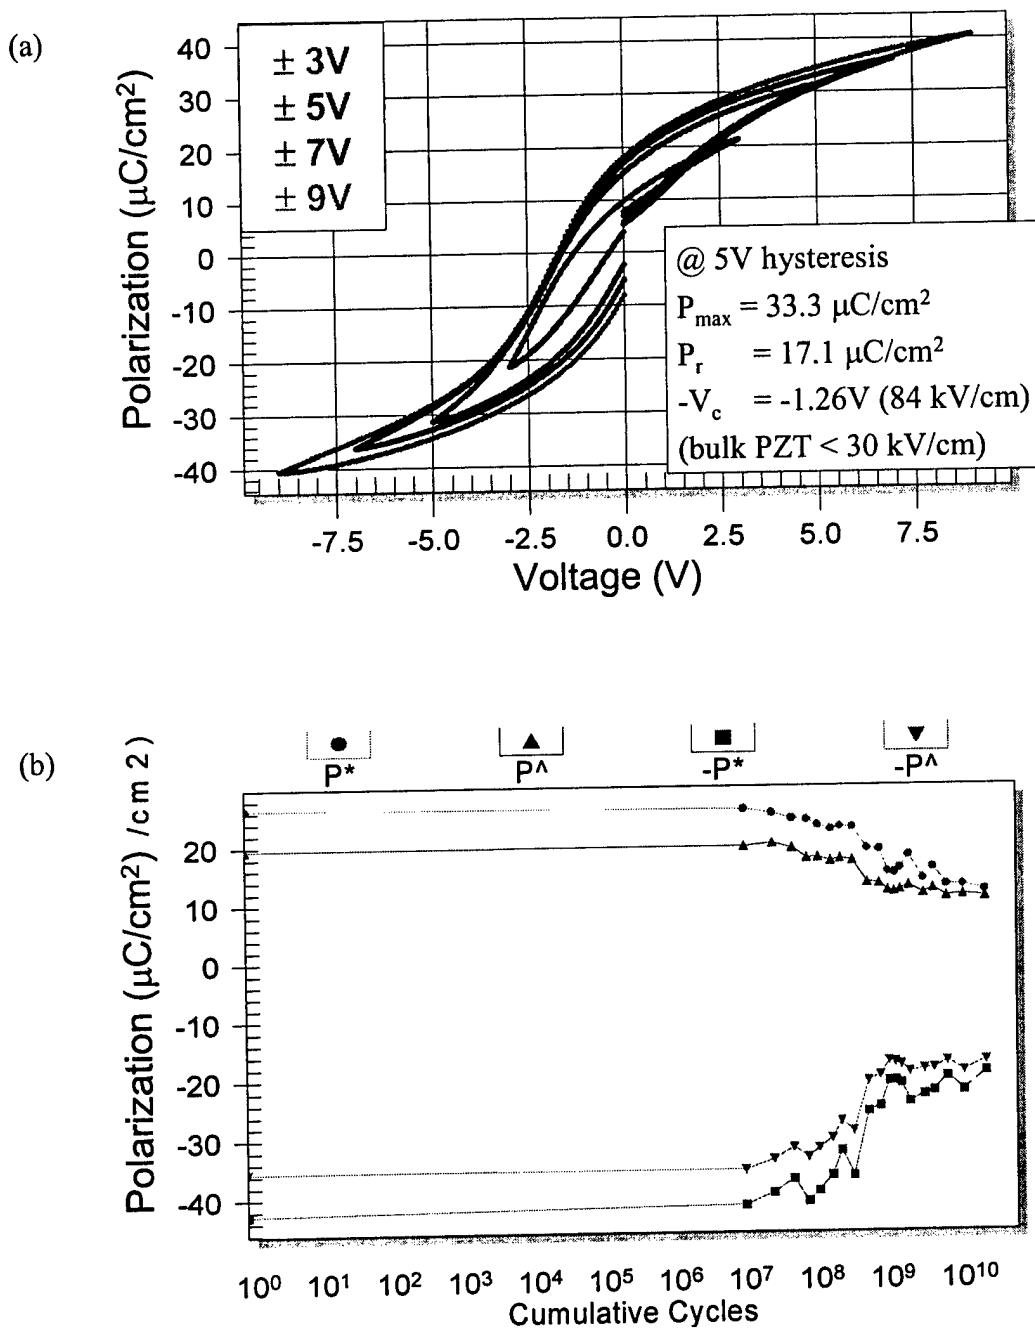 (a)
± 3V
± 5V
± 7V
± 9V
Polarization (μC/cm²)
40
30
20
10
0
-10
-20
-30
-40
@ 5V hysteresis
Pmax = 33.3 μC/cm²
Pr = 17.1 μC/cm²
-Vc = -1.26V (84 kV/cm)
(bulk PZT < 30 kV/cm)
-7.5 -5.0 -2.5 0.0 2.5 5.0 7.5
Voltage (V)
(b)
P* P^ -P* -P^
Polarization (μC/cm²) /cm 2)
20
10
0
-10
-20
-30
-40
10⁰ 10¹ 10² 10³ 10⁴ 10⁵ 10⁶ 10⁷ 10⁸ 10⁹ 10¹⁰
Cumulative Cycles